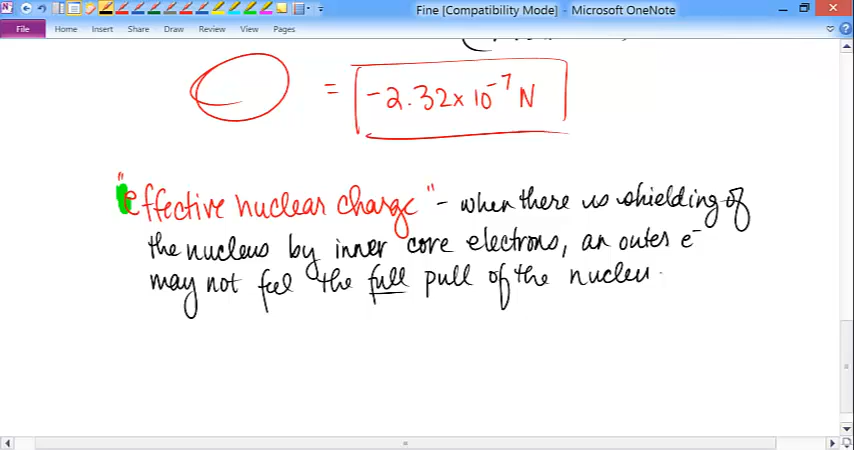 Fine [Compatibility Mode] - Microsoft OneNote
File Home Insert Share Draw Review View Pages
= -2.32x10⁻⁷ N
"effective nuclear charge" - when there is shielding of
the nucleus by inner core electrons, an outer e⁻
may not feel the full pull of the nucleu